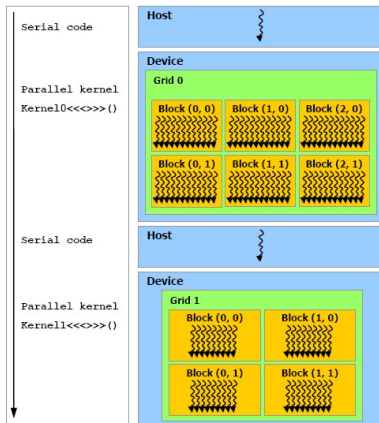 Serial code
Host
Device
Grid 0
Parallel kernel
Kernel0<<<>>>()
Block (0, 0) Block (1, 0) Block (2, 0)
Block (0, 1) Block (1, 1) Block (2, 1)
Serial code
Host
Device
Grid 1
Parallel kernel
Kernel1<<<>>>()
Block (0, 0) Block (1, 0)
Block (0, 1) Block (1, 1)